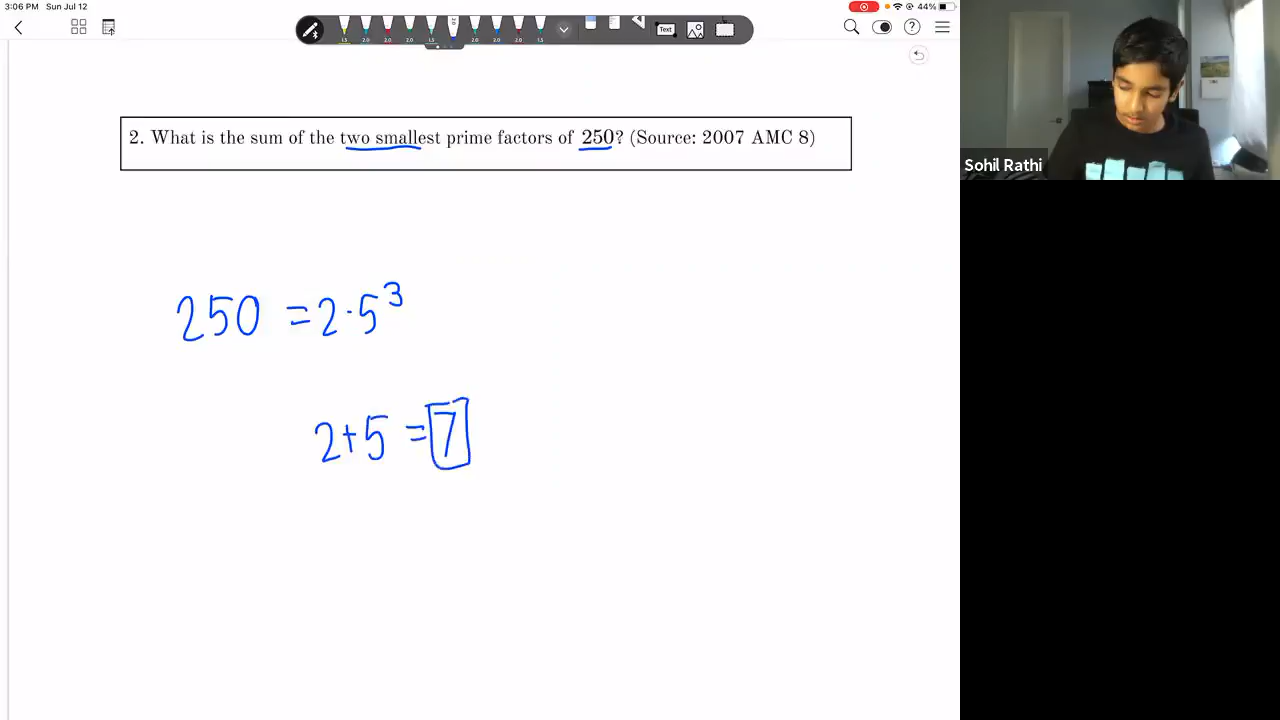 3:06 PM Sun Jul 12
44%
Text
2. What is the sum of the two smallest prime factors of 250? (Source: 2007 AMC 8)
Sohil Rathi
250 = 2·5³
2+5 = 7